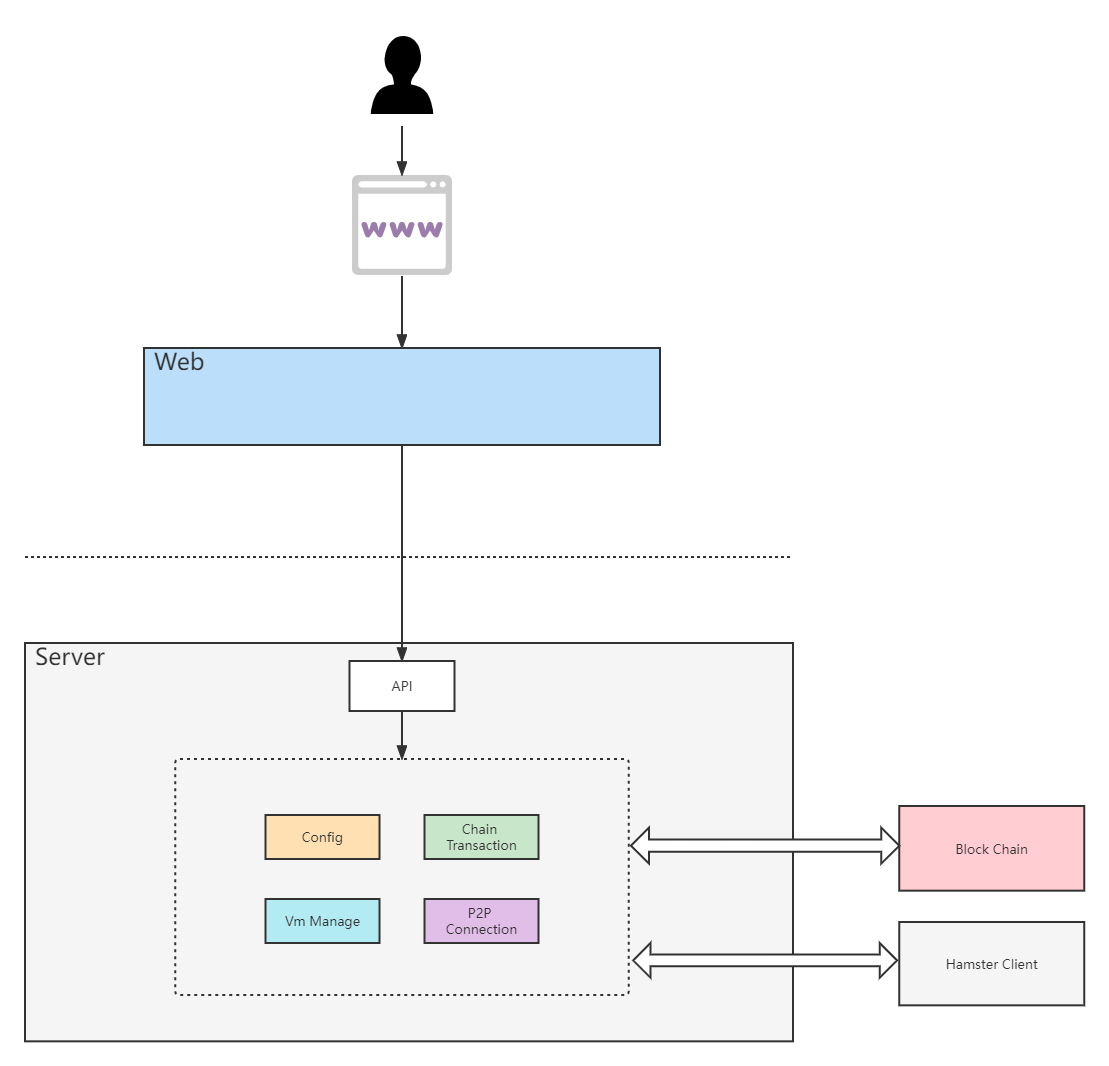 www
Web
Server
API
Config
Chain
Transaction
Vm Manage
P2P
Connection
Block Chain
Hamster Client